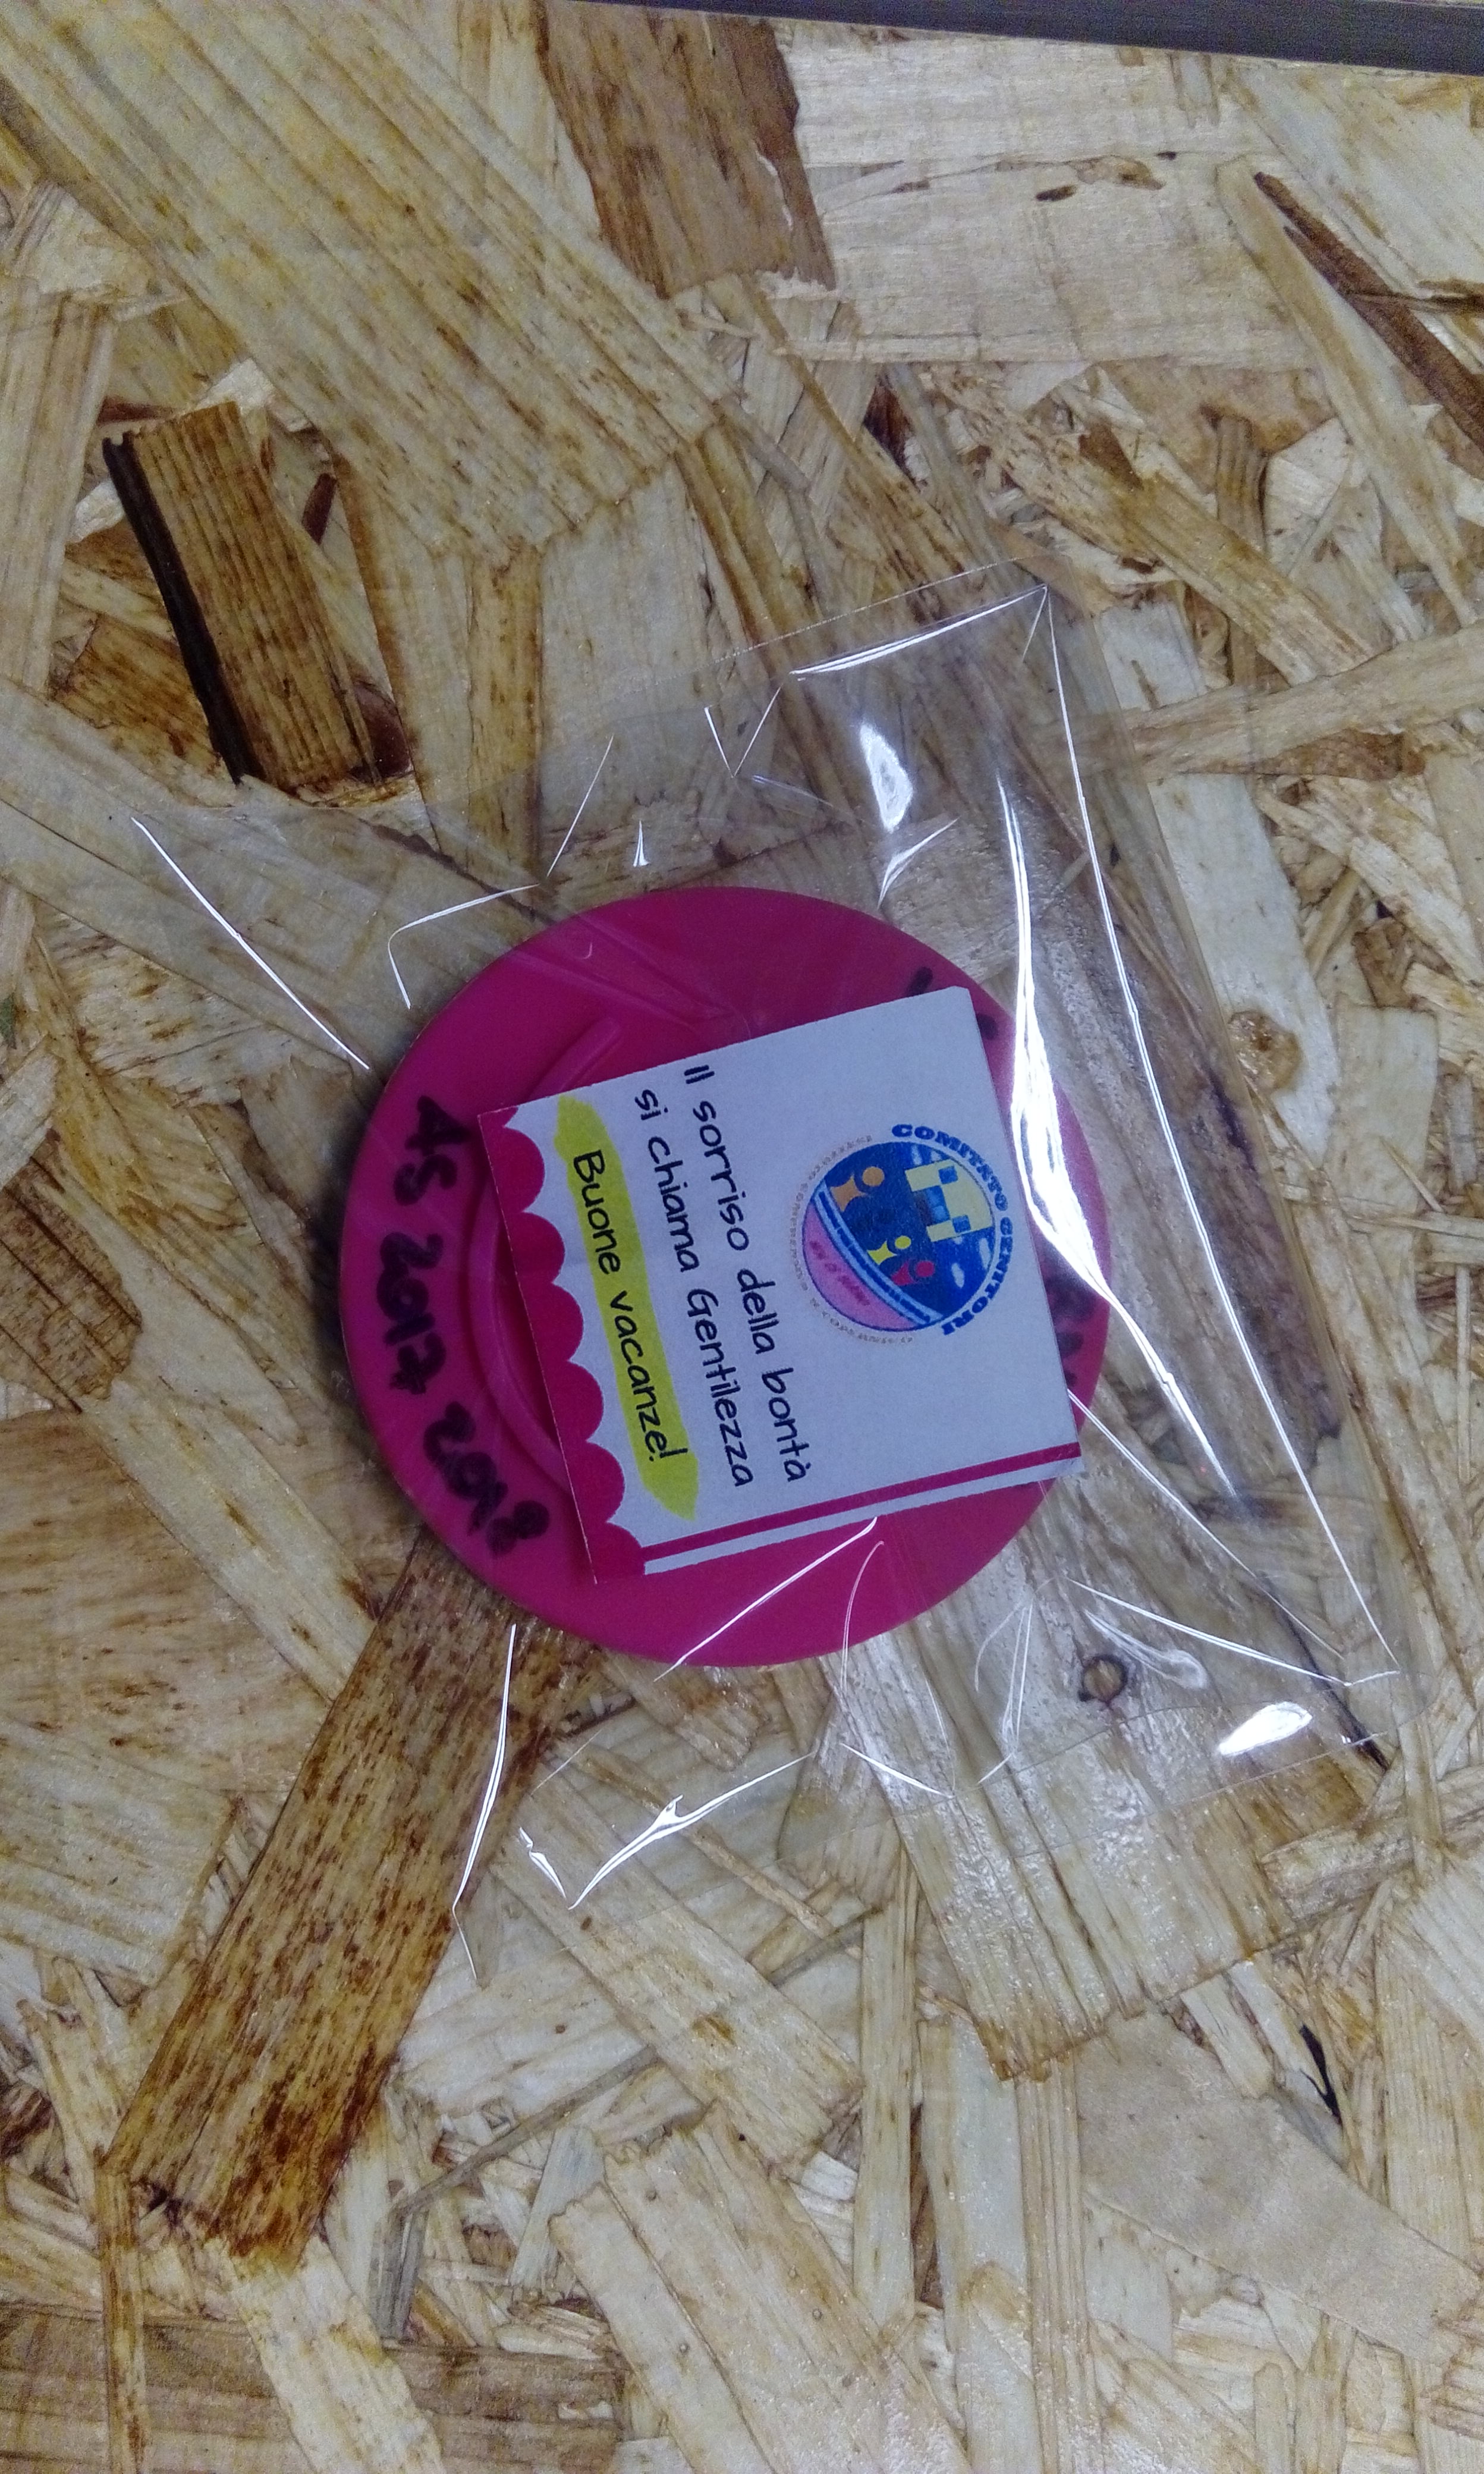 COMITATO GENITORI
Il sorriso della bontà
si chiama Gentilezza
Buone vacanze!
AS 2017 2018